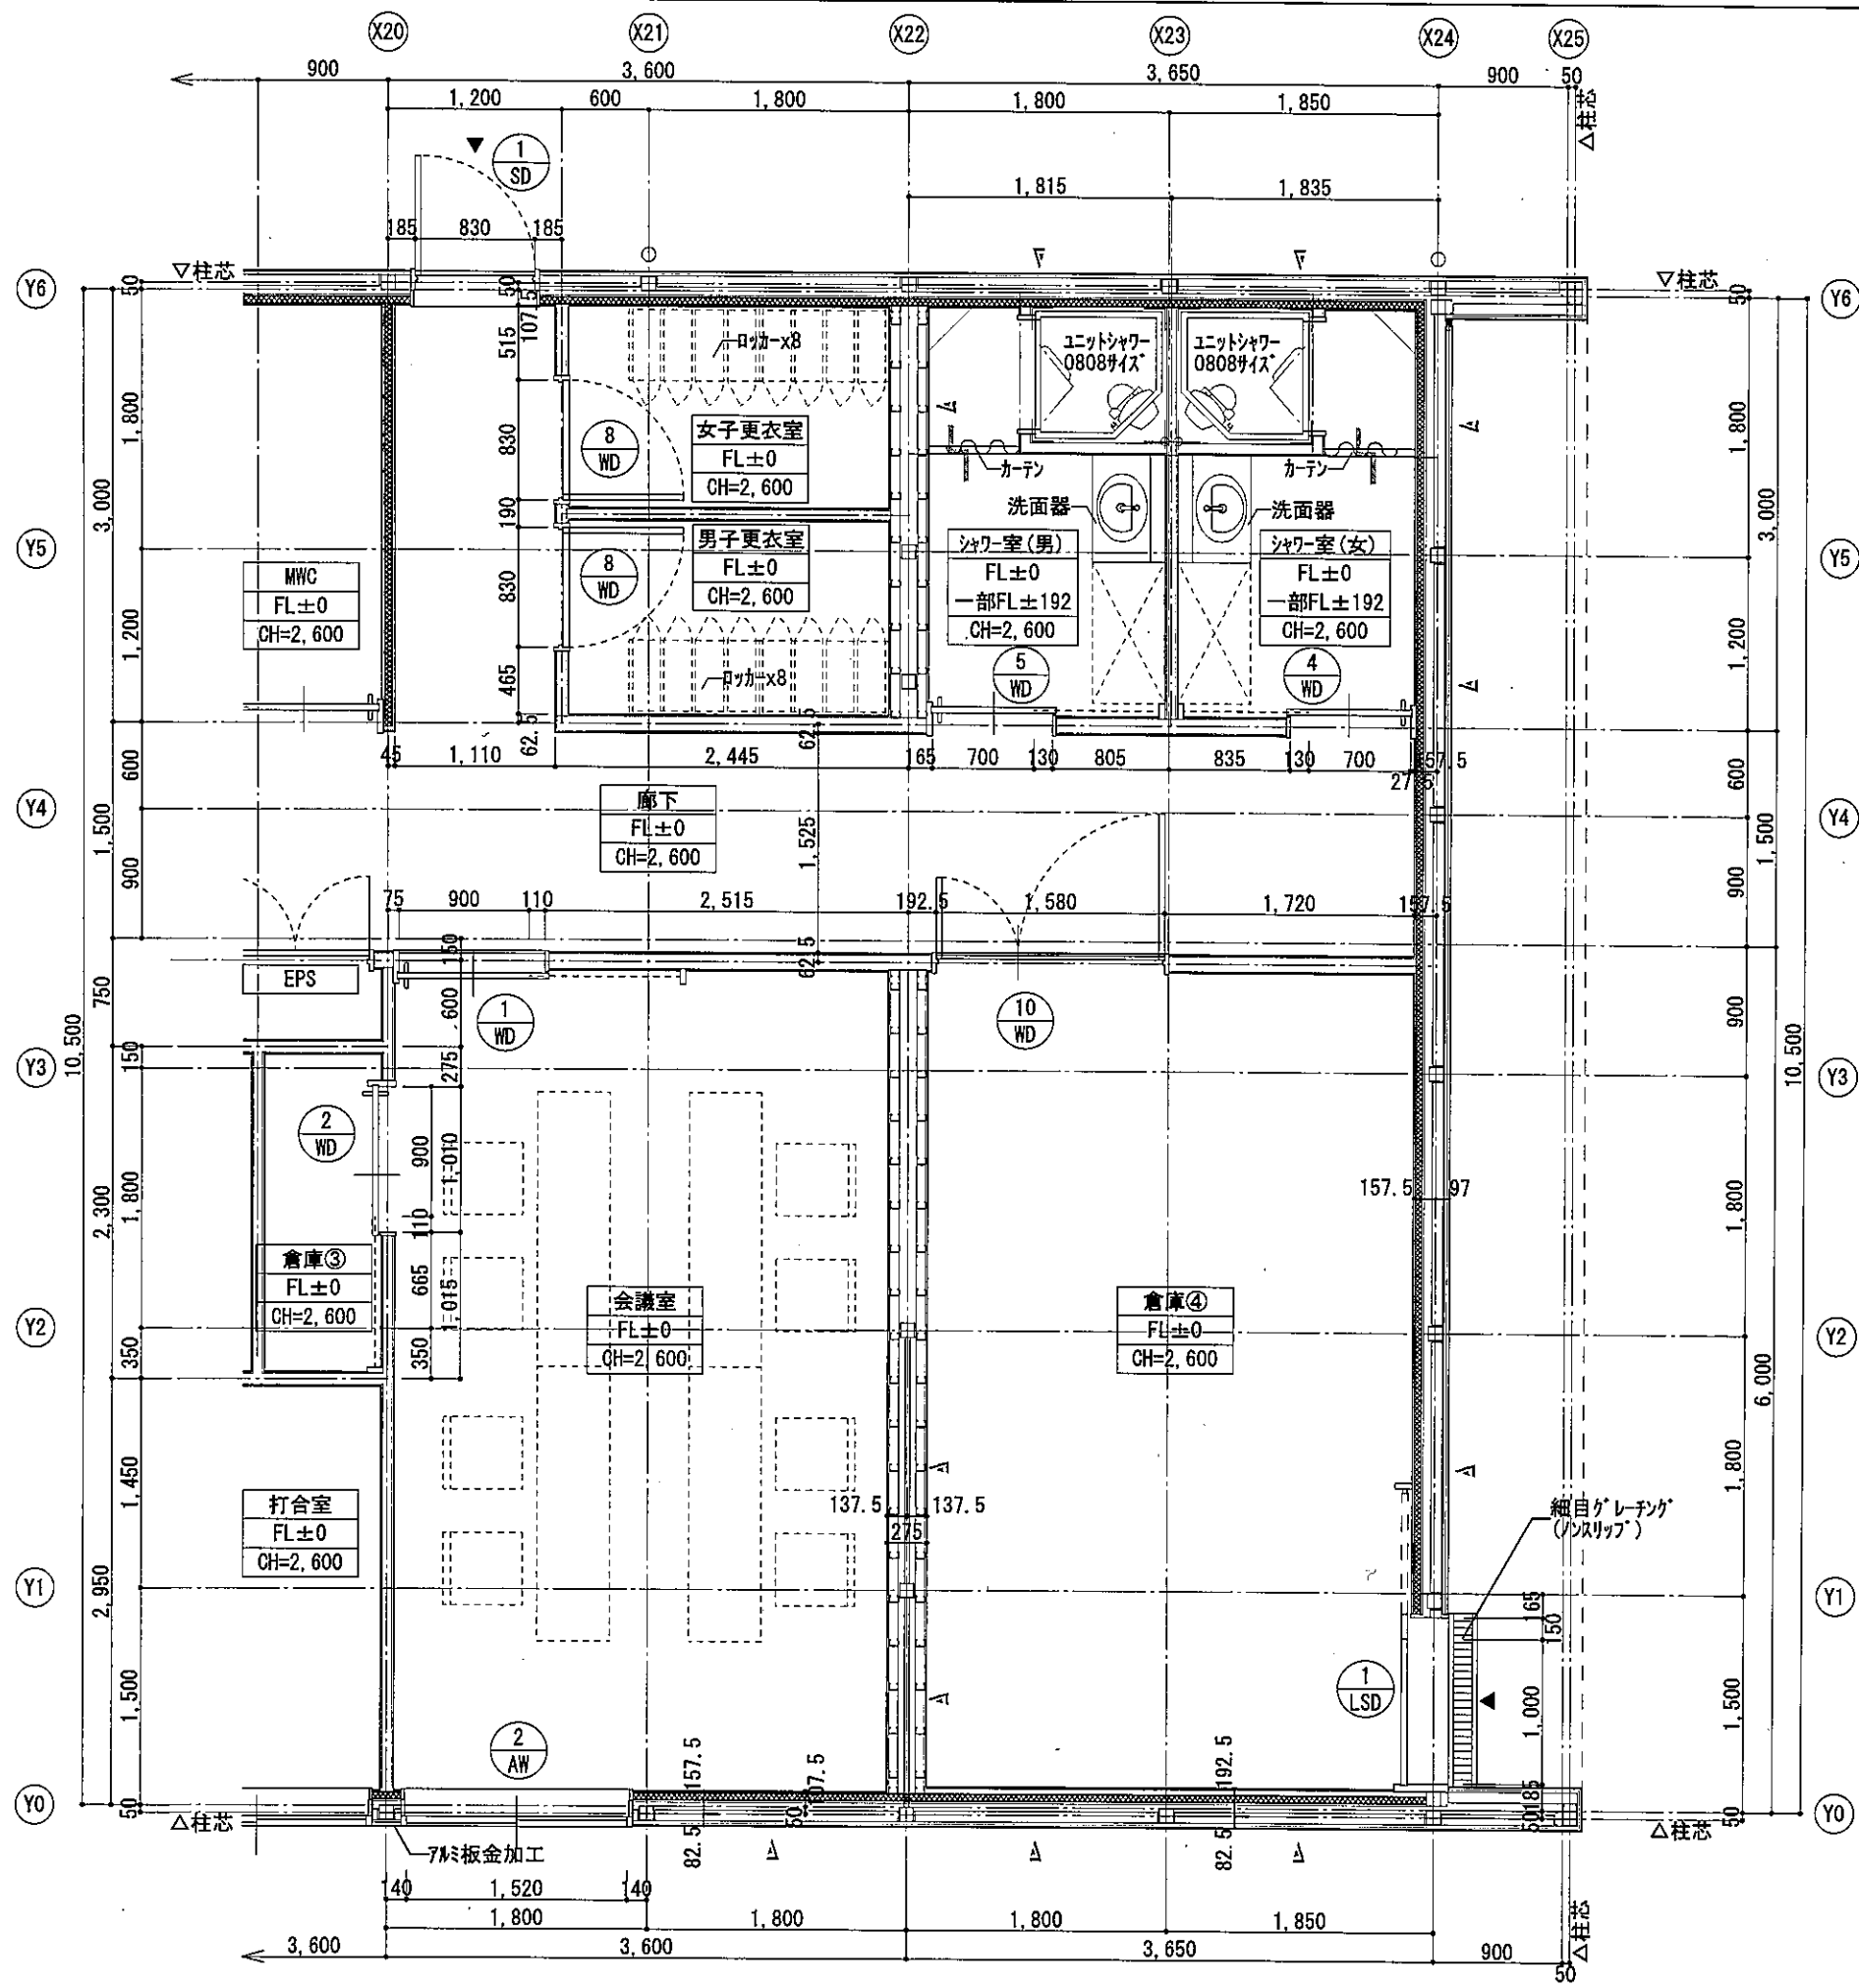 X20 X21 X22 X23 X24 X25
900 3,600 3,650 900 50
1,200 600 1,800 1,800 1,850
△柱芯
1
SD
1,815 1,835
185 830 185
▽柱芯
▽柱芯
Y6 50 50 50 Y6
107.5
515
ロッカーx8
ユニットシャワー
0808サイズ
ユニットシャワー
0808サイズ
1,800
830
8
WD
女子更衣室
FL±0
CH=2,600
カーテン
カーテン
1,800
3,000
190
洗面器
洗面器
3,000
Y5
Y5
MWC
FL±0
CH=2,600
8
WD
男子更衣室
FL±0
CH=2,600
シャワー室(男)
FL±0
一部FL±192
CH=2,600
シャワー室(女)
FL±0
一部FL±192
CH=2,600
830
1,200
1,200
465
ロッカーx8
5
WD
4
WD
62.5
62.5
600
45 1,110 2,445 165 700 130 805 835 130 700 157.5
27.5
600
Y4
Y4
廊下
FL±0
CH=2,600
1,500
1,525
1,500
900
900
75 900 110 2,515 192.5 1,580 1,720 157.5
150
62.5
EPS
750
600
1
WD
10
WD
900
10,500
10,500
Y3 150 275 Y3
2
WD
900 1,010
2,300 1,800
157.5 97
1,800
110
倉庫③
FL±0
CH=2,600
665 1,015
会議室
FL±0
CH=2,600
倉庫④
FL±0
CH=2,600
Y2
Y2
350 350
6,000
1,450
1,800
打合室
FL±0
CH=2,600
137.5 137.5
275
細目グレーチング
(ノンスリップ)
2,950
Y1
Y1
165
150
1,500
1
LSD
1,000
1,500
2
AW
157.5
107.5
192.5
185
Y0 50 50 50 50 Y0
△柱芯
△柱芯
アルミ板金加工
82.5
82.5
140 1,520 140
1,800 1,800 1,800 1,850
3,600 3,600 3,650 900
50
△柱芯